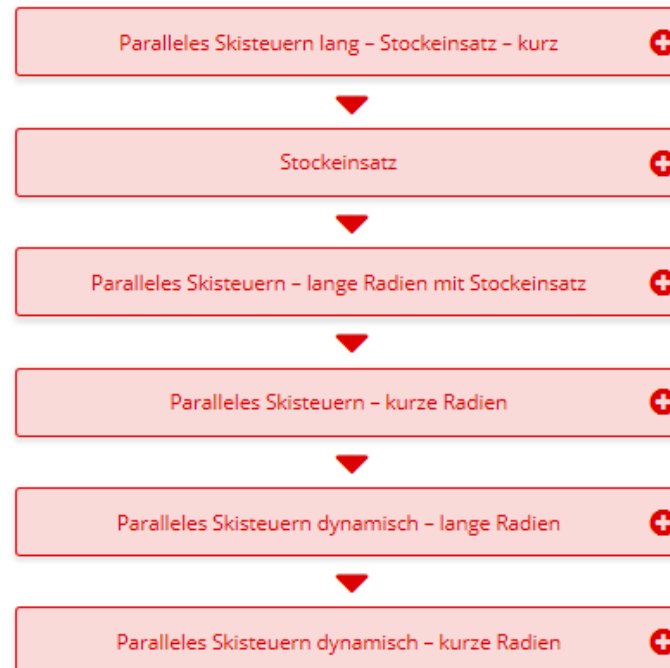 Paralleles Skisteuern lang – Stockeinsatz – kurz
Stockeinsatz
Paralleles Skisteuern – lange Radien mit Stockeinsatz
Paralleles Skisteuern – kurze Radien
Paralleles Skisteuern dynamisch – lange Radien
Paralleles Skisteuern dynamisch – kurze Radien